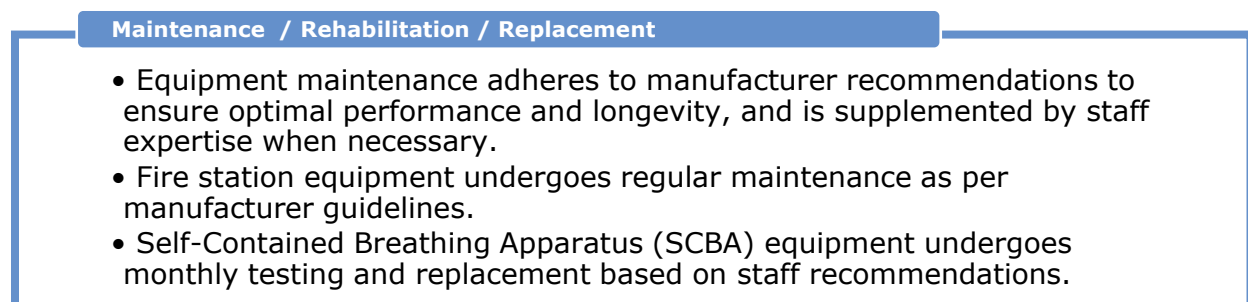 Maintenance / Rehabilitation / Replacement
• Equipment maintenance adheres to manufacturer recommendations to
ensure optimal performance and longevity, and is supplemented by staff
expertise when necessary.
• Fire station equipment undergoes regular maintenance as per
manufacturer guidelines.
• Self-Contained Breathing Apparatus (SCBA) equipment undergoes
monthly testing and replacement based on staff recommendations.